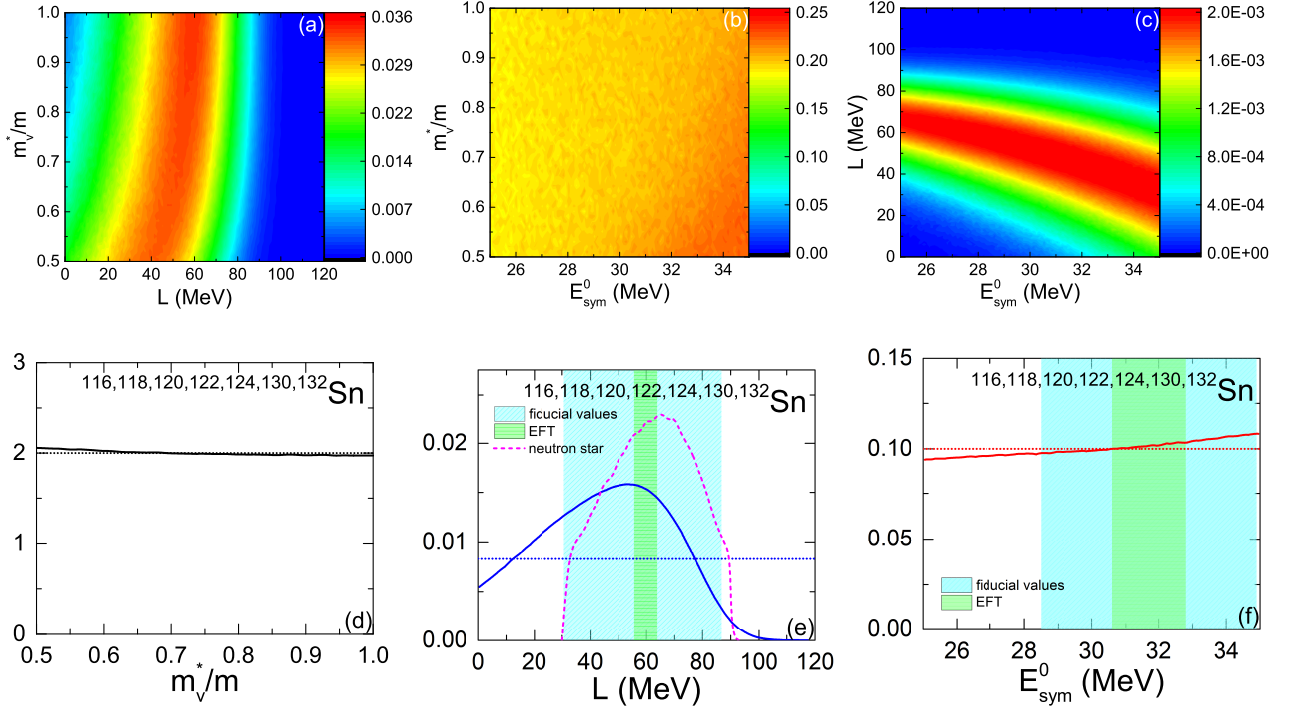 (a)
m*v/m
1.0
0.9
0.8
0.7
0.6
0.5
0 20 40 60 80 100 120
L (MeV)
0.036
0.029
0.022
0.014
0.007
0.000
(b)
m*v/m
1.0
0.9
0.8
0.7
0.6
0.5
26 28 30 32 34
E0sym (MeV)
0.25
0.20
0.15
0.10
0.05
0.00
(c)
L (MeV)
120
100
80
60
40
20
0
26 28 30 32 34
E0sym (MeV)
2.0E-03
1.6E-03
1.2E-03
8.0E-04
4.0E-04
0.0E+00
3
2
1
0
116,118,120,122,124,130,132Sn
(d)
0.5 0.6 0.7 0.8 0.9 1.0
m*v/m
0.02
0.01
0.00
116,118,120,122,124,130,132Sn
ficucial values
EFT
neutron star
(e)
0 20 40 60 80 100 120
L (MeV)
0.15
0.10
0.05
0.00
116,118,120,122,124,130,132Sn
fiducial values
EFT
(f)
26 28 30 32 34
E0sym (MeV)